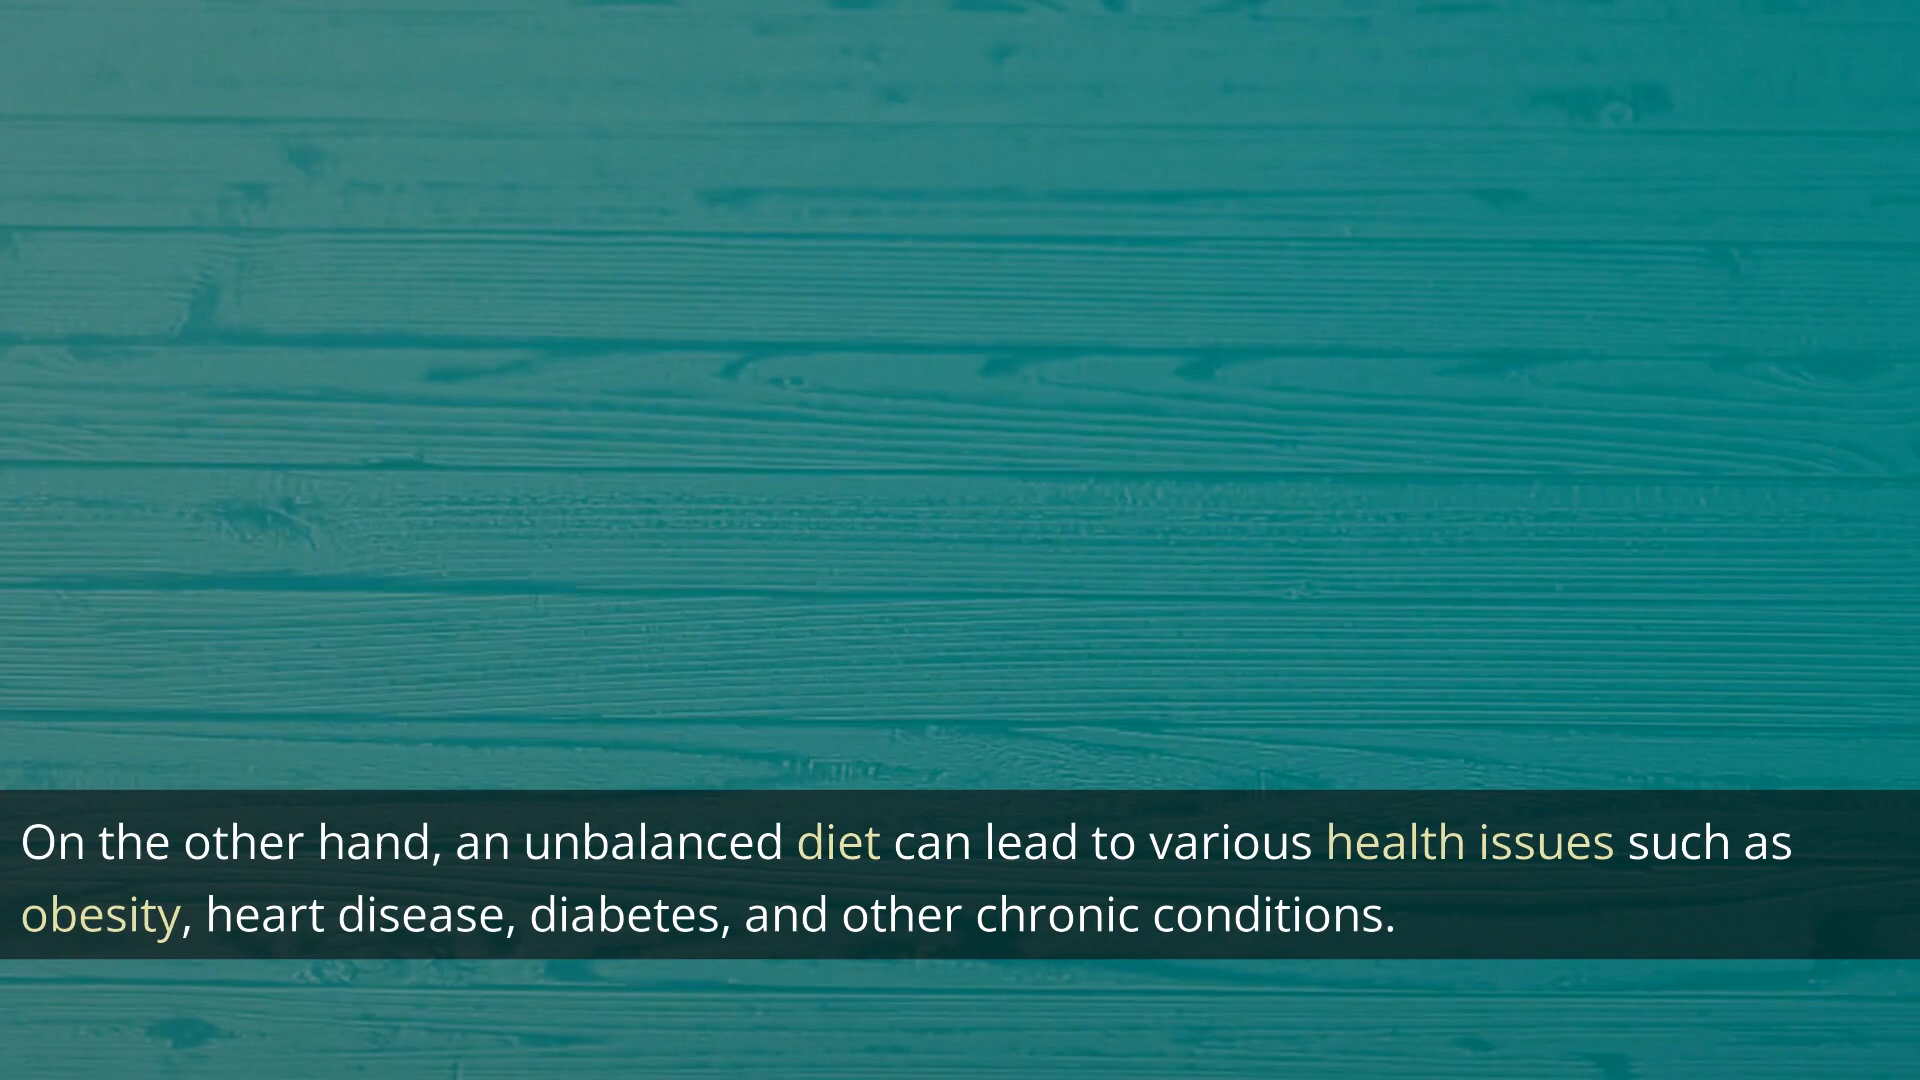 On the other hand, an unbalanced diet can lead to various health issues such as
obesity, heart disease, diabetes, and other chronic conditions.